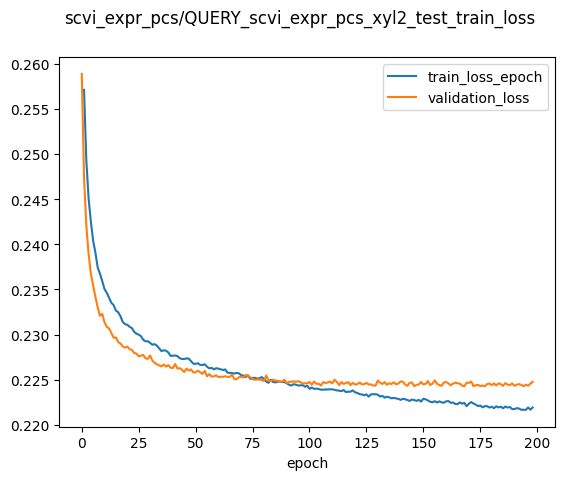 scvi_expr_pcs/QUERY_scvi_expr_pcs_xyl2_test_train_loss
train_loss_epoch
validation_loss
0.260
0.255
0.250
0.245
0.240
0.235
0.230
0.225
0.220
0 25 50 75 100 125 150 175 200
epoch